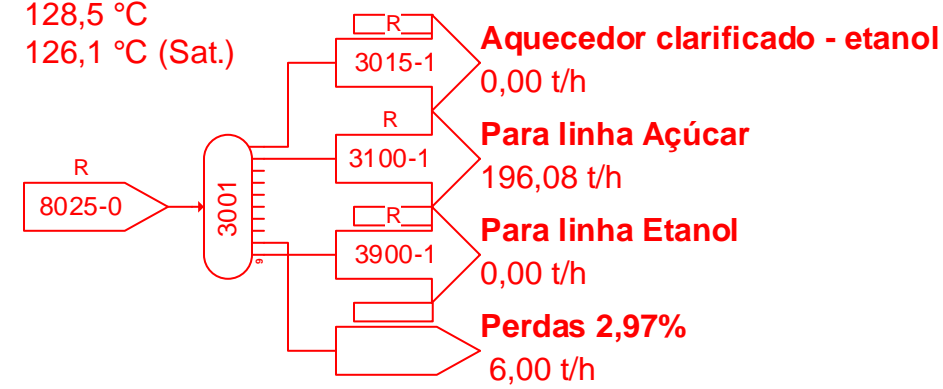 128,5 °C
126,1 °C (Sat.)
R
8025-0
3001
9
R
3015-1
Aquecedor clarificado - etanol
0,00 t/h
R
3100-1
Para linha Açúcar
196,08 t/h
R
3900-1
Para linha Etanol
0,00 t/h
Perdas 2,97%
6,00 t/h